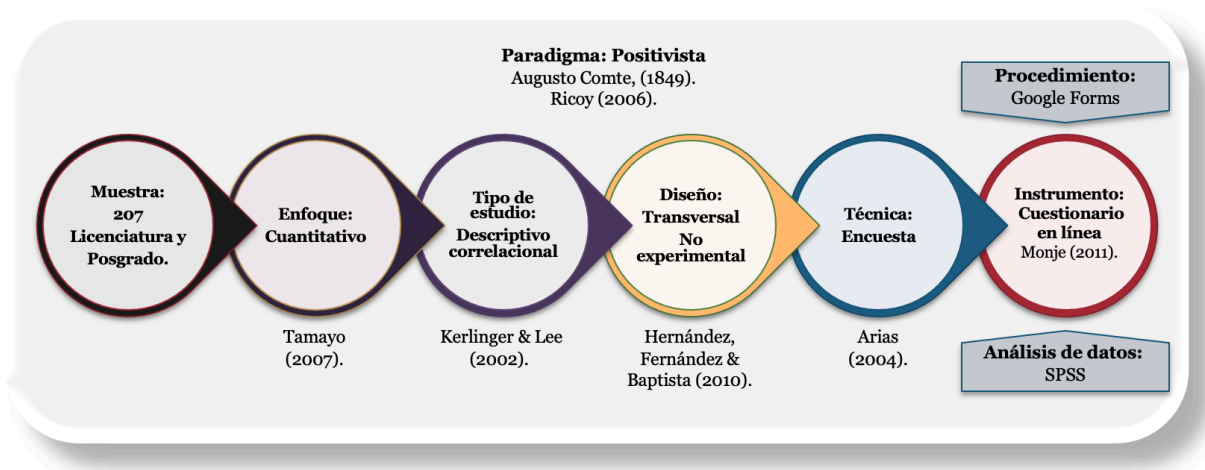 Paradigma: Positivista
Augusto Comte, (1849).
Ricoy (2006).
Procedimiento:
Google Forms
Muestra:
207
Licenciatura y
Posgrado.
Enfoque:
Cuantitativo
Tamayo
(2007).
Tipo de
estudio:
Descriptivo
correlacional
Kerlinger & Lee
(2002).
Diseño:
Transversal
No
experimental
Hernández,
Fernández &
Baptista (2010).
Técnica:
Encuesta
Arias
(2004).
Instrumento:
Cuestionario
en línea
Monje (2011).
Análisis de datos:
SPSS